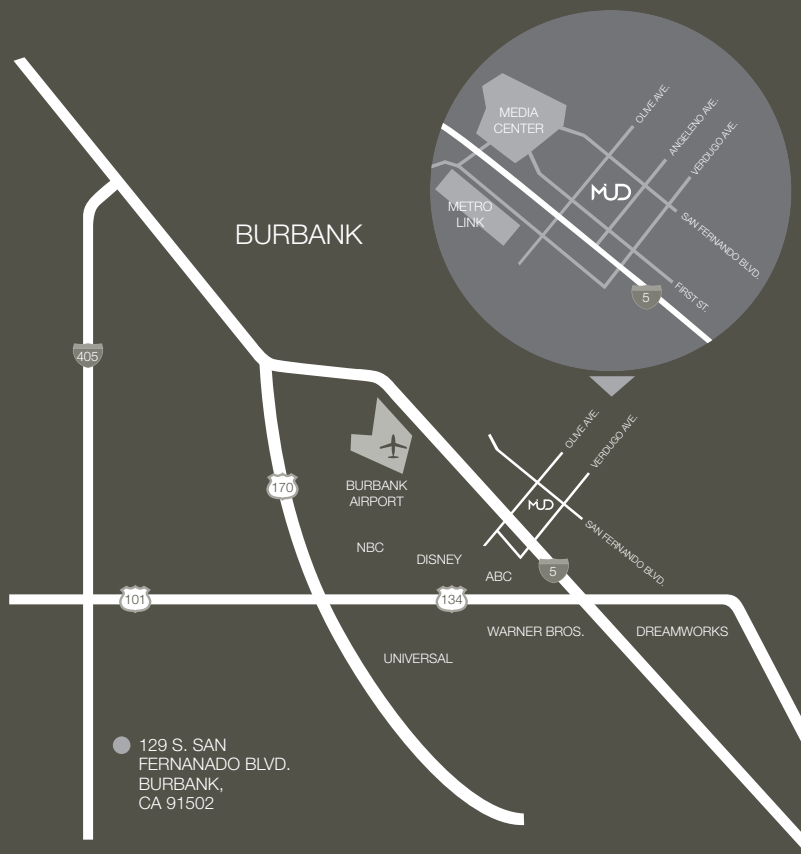 MEDIA
CENTER
OLIVE AVE.
ANGELENO AVE.
VERDUGO AVE.
MUD
METRO
LINK
SAN FERNANDO BLVD.
FIRST ST.
5
BURBANK
405
170
BURBANK
AIRPORT
OLIVE AVE.
VERDUGO AVE.
MUD
SAN FERNANDO BLVD.
NBC
DISNEY
ABC
5
101
134
WARNER BROS.
DREAMWORKS
UNIVERSAL
129 S. SAN
FERNANADO BLVD.
BURBANK,
CA 91502